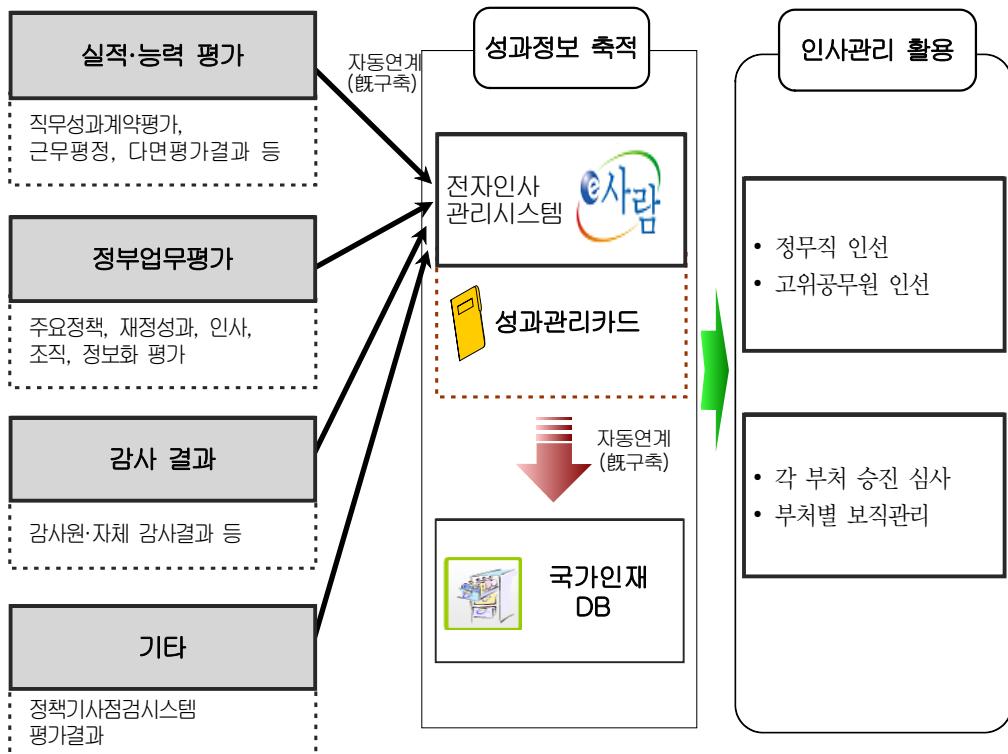 실적·능력 평가
직무성과계약평가,
근무평정, 다면평가결과 등
정부업무평가
주요정책, 재정성과, 인사,
조직, 정보화 평가
감사 결과
감사원·자체 감사결과 등
기타
정책기사점검시스템
평가결과
자동연계
(旣구축)
성과정보 축적
전자인사
관리시스템
e사람
성과관리카드
자동연계
(旣구축)
국가인재
DB
인사관리 활용
• 정무직 인선
• 고위공무원 인선
• 각 부처 승진 심사
• 부처별 보직관리